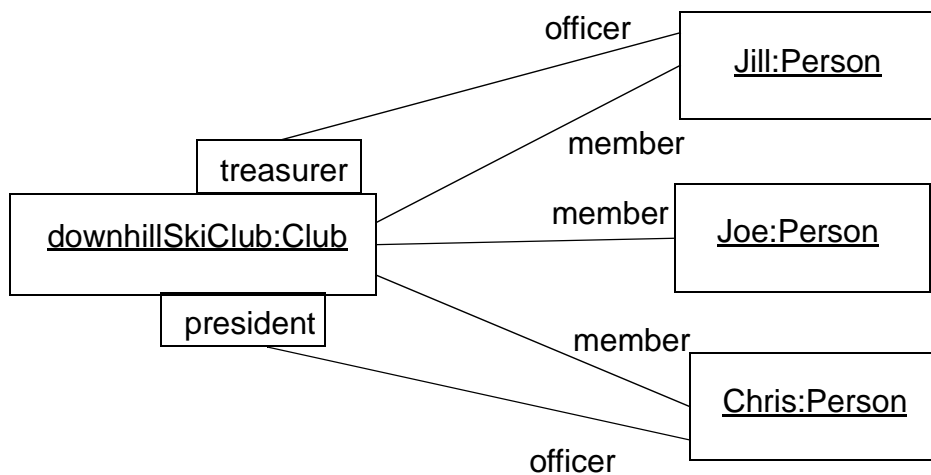 officer
Jill:Person
member
treasurer
member
downhillSkiClub:Club
Joe:Person
president
member
Chris:Person
officer